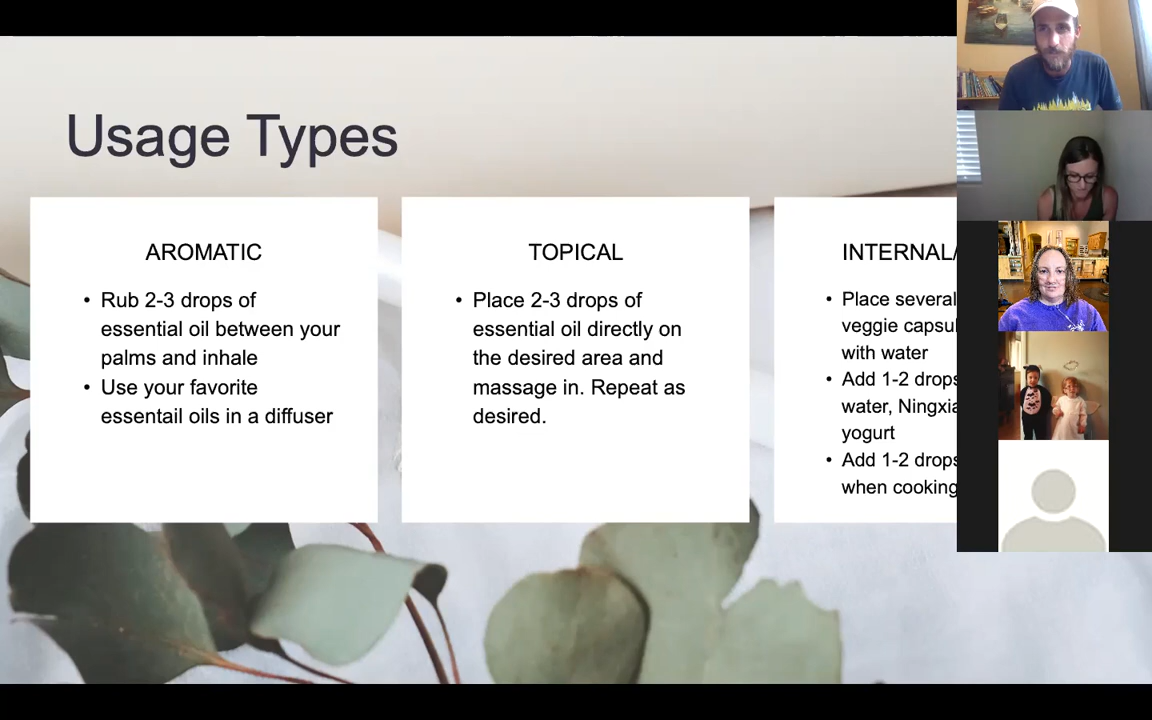 Usage Types
AROMATIC
• Rub 2-3 drops of
essential oil between your
palms and inhale
• Use your favorite
essentail oils in a diffuser
TOPICAL
• Place 2-3 drops of
essential oil directly on
the desired area and
massage in. Repeat as
desired.
INTERNAL/
• Place several
veggie
with water
• Add 1-2 drops
water,
yogurt
• Add 1-2 drops
when cooking